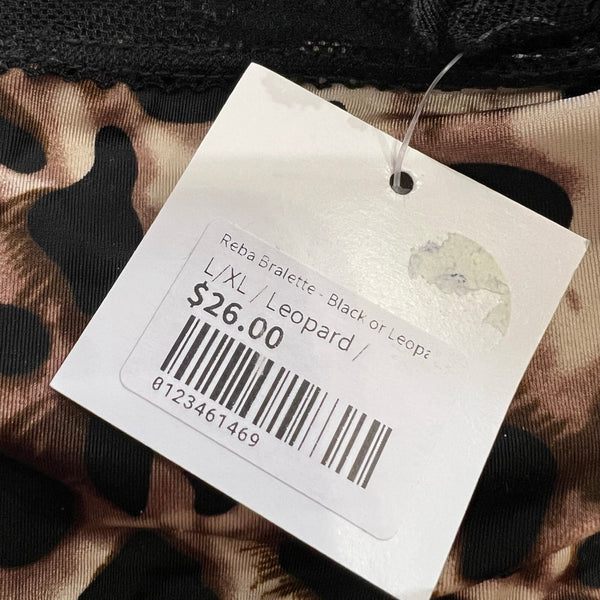 Reba Bralette - Black or Leopa
L/XL / Leopard /
$26.00
0123461469